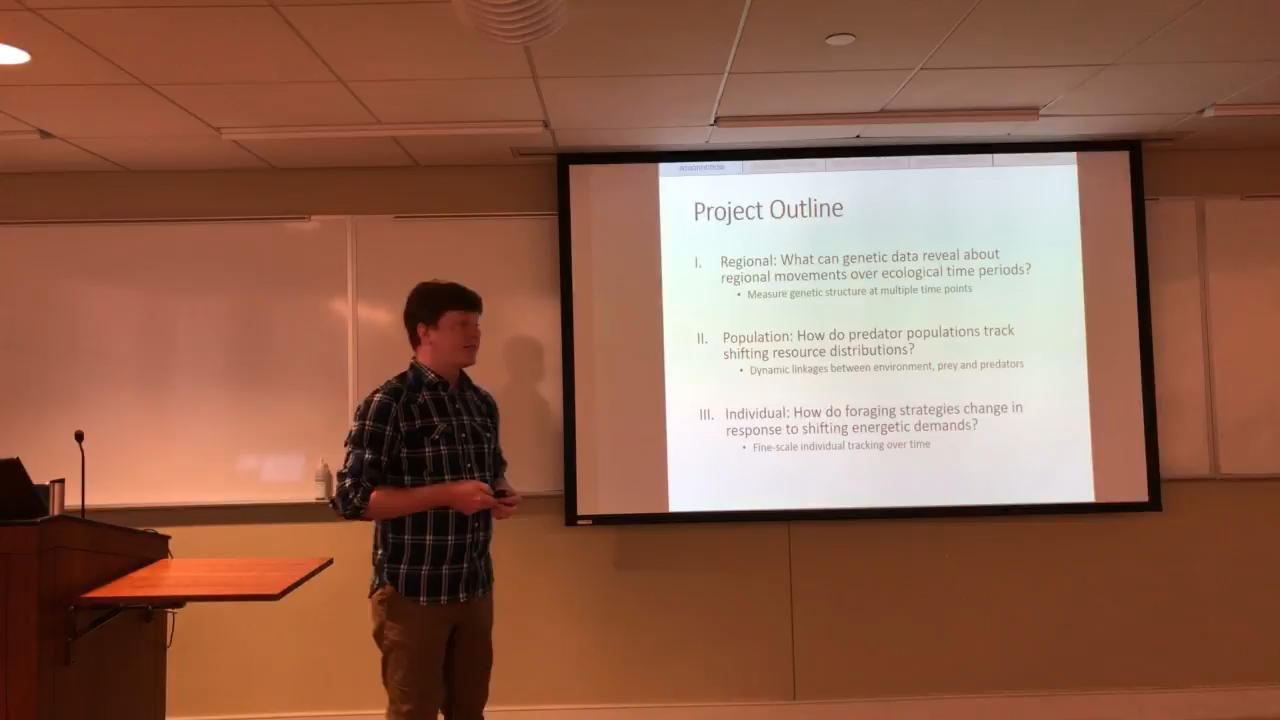 Project Outline
I. Regional: What can genetic data reveal about
regional movements over ecological time periods?
• Measure genetic structure at multiple time points
II. Population: How do predator populations track
shifting resource distributions?
• Dynamic linkages between environment, prey and predators
III. Individual: How do foraging strategies change in
response to shifting energetic demands?
• Fine-scale individual tracking over time